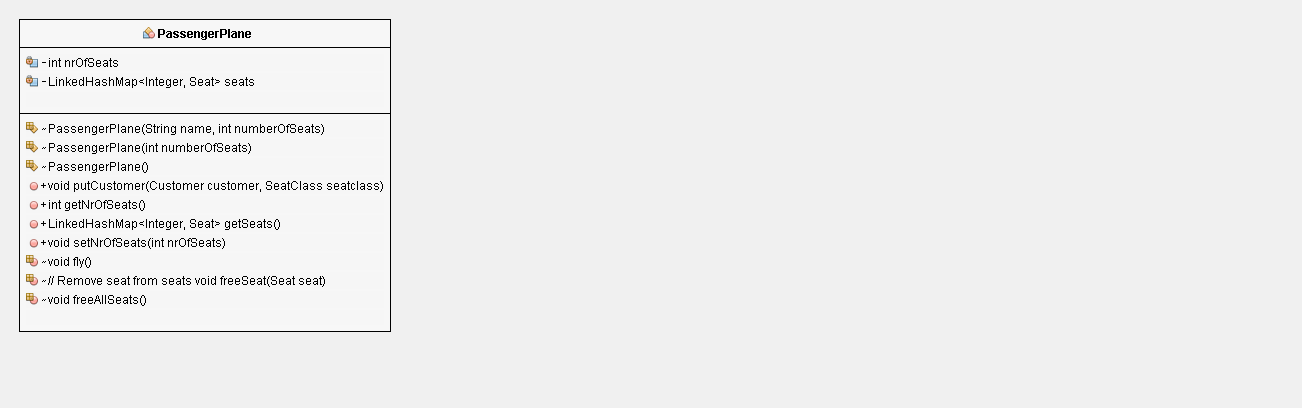 PassengerPlane
-int nrOfSeats
-LinkedHashMap<Integer, Seat> seats
~PassengerPlane(String name, int numberOfSeats)
~PassengerPlane(int numberOfSeats)
~PassengerPlane()
+void putCustomer(Customer customer, SeatClass seatclass)
+int getNrOfSeats()
+LinkedHashMap<Integer, Seat> getSeats()
+void setNrOfSeats(int nrOfSeats)
~void fly()
~// Remove seat from seats void freeSeat(Seat seat)
~void freeAllSeats()